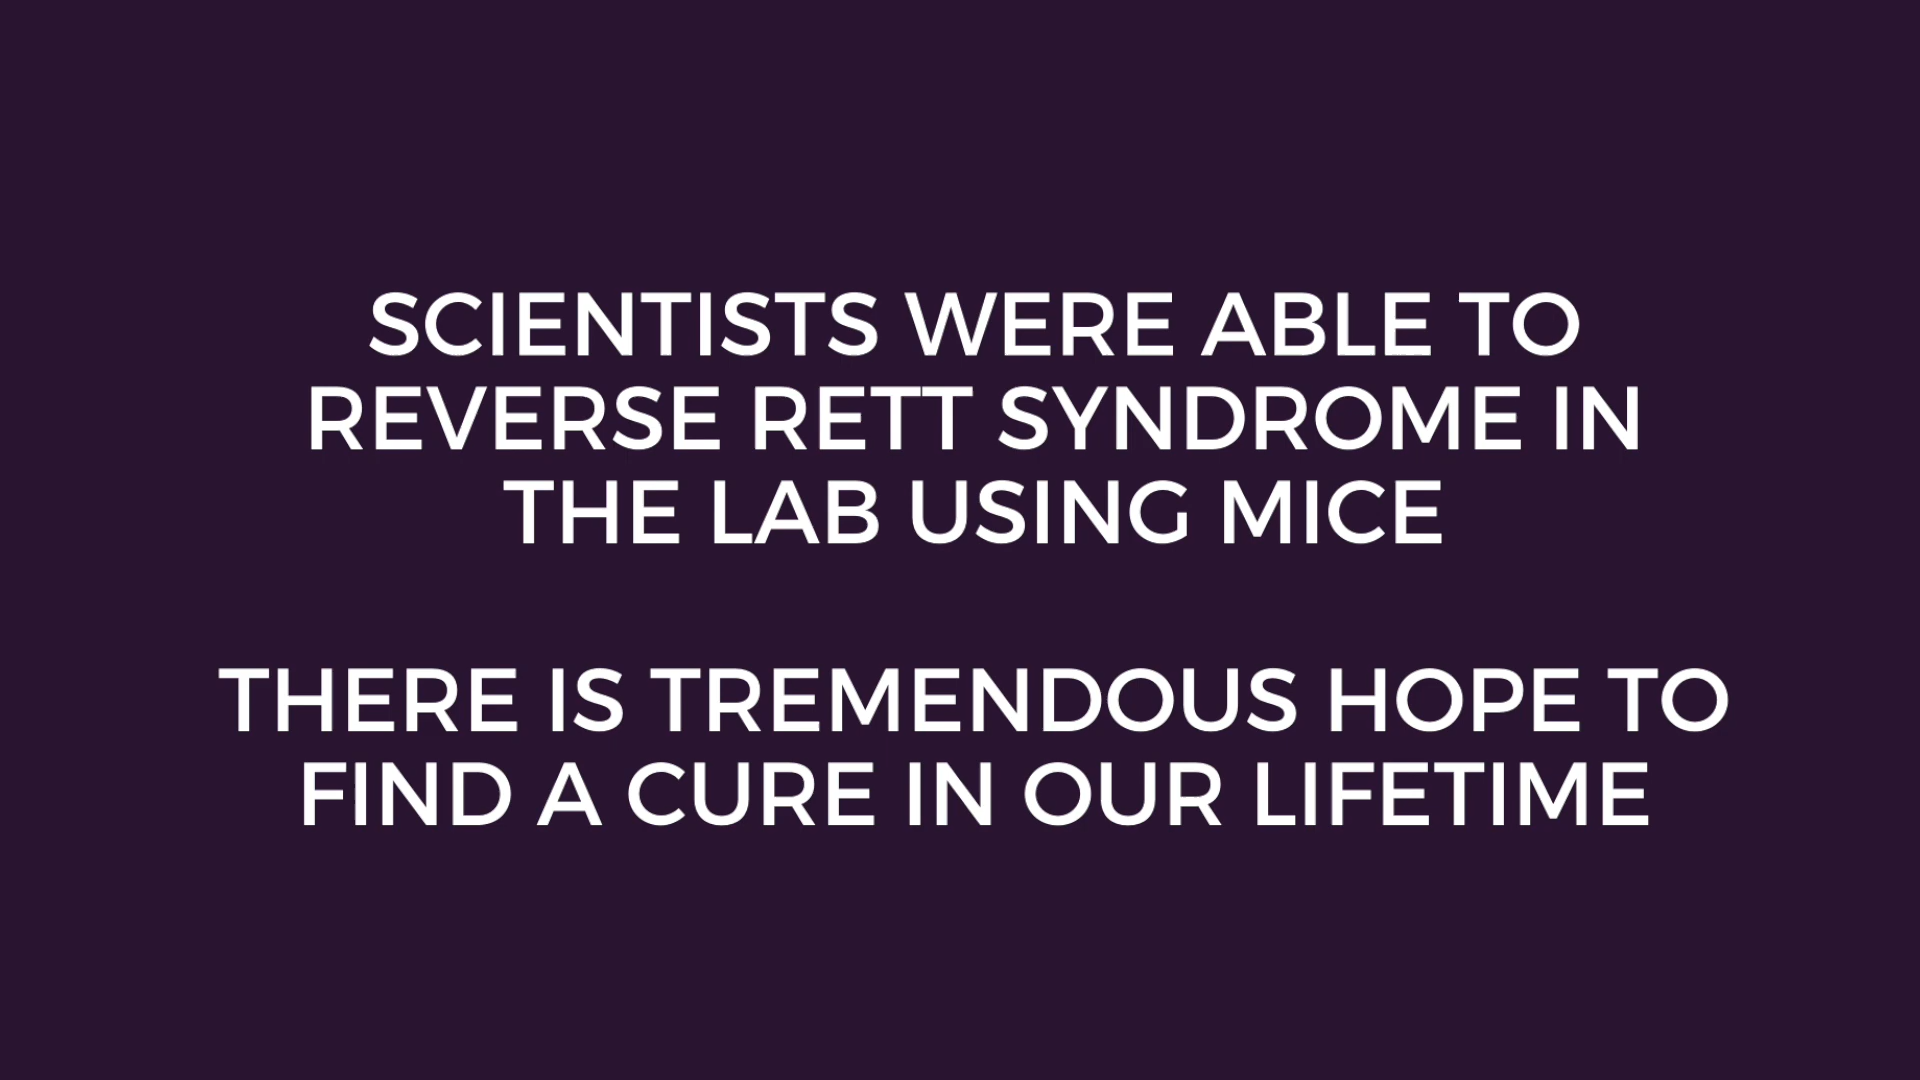 SCIENTISTS WERE ABLE TO
REVERSE RETT SYNDROME IN
THE LAB USING MICE
THERE IS TREMENDOUS HOPE TO
FIND A CURE IN OUR LIFETIME